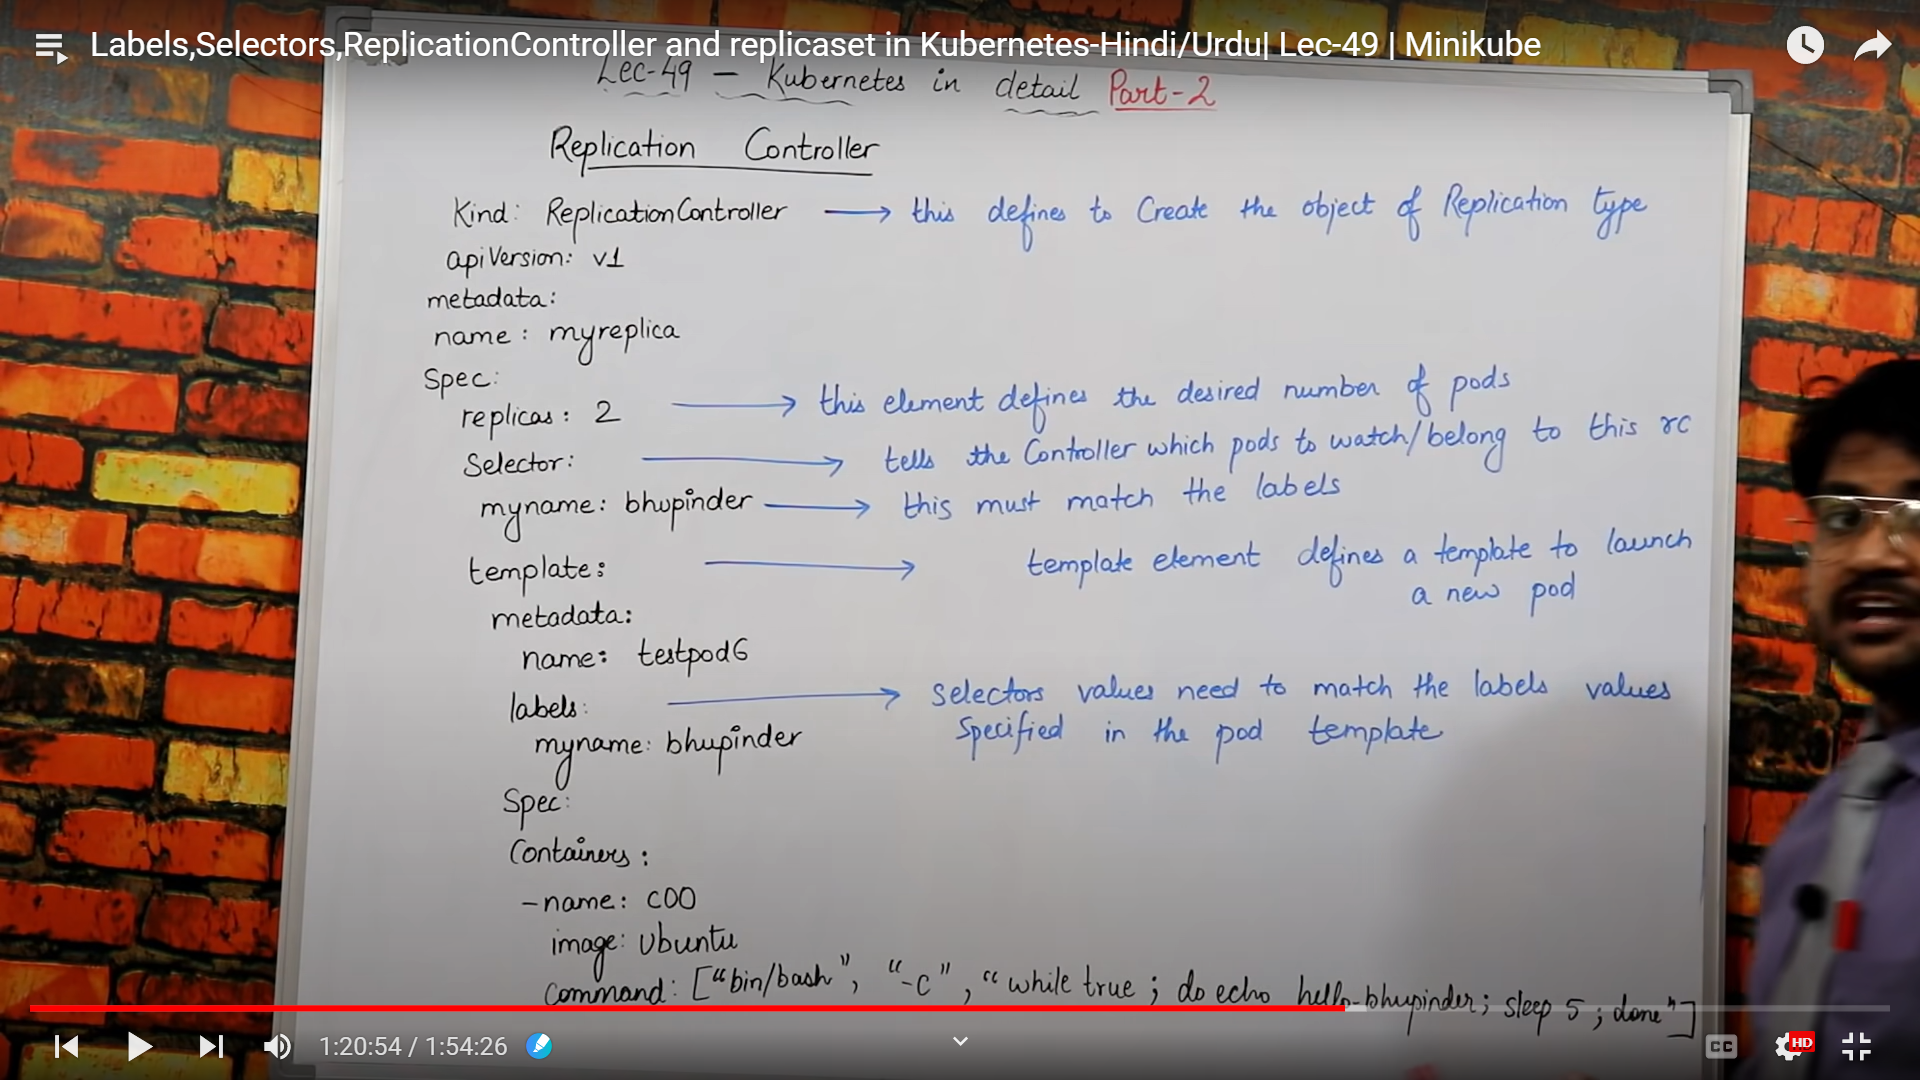 Labels,Selectors,ReplicationController and replicaset in Kubernetes-Hindi/Urdu| Lec-49 | Minikube
Lec-49 - Kubernetes in detail Part-2
Replication Controller
Kind: ReplicationController → this defines to Create the object of Replication type
apiVersion: v1
metadata:
name: myreplica
Spec:
replicas: 2 → this element defines the desired number of pods
Selector: → tells the Controller which pods to watch/belong to this rc
myname: bhupinder → this must match the labels
template: → template element defines a template to launch
a new pod
metadata:
name: testpod6
labels: → Selectors values need to match the labels values
myname: bhupinder Specified in the pod template
Spec:
Containers:
-name: c00
image: Ubuntu
Command: ["bin/bash", "-c", "while true; do echo hello-bhupinder; sleep 5; done"]
1:20:54 / 1:54:26
CC
HD